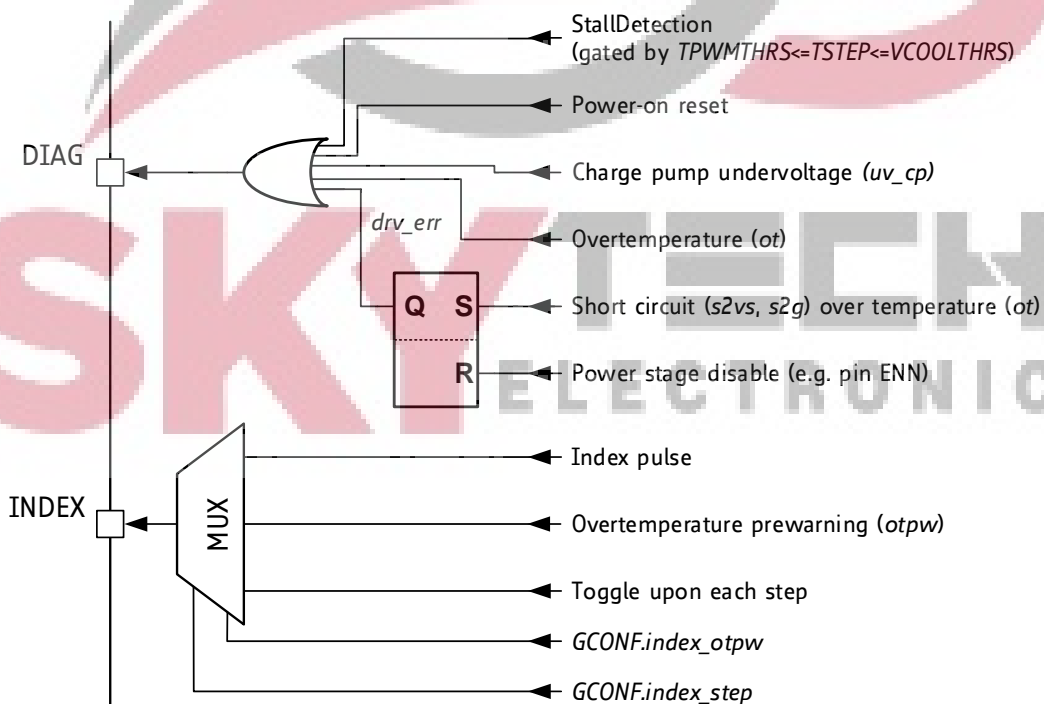 StallDetection
(gated by TPWMTHRS<=TSTEP<=VCOOLTHRS)
Power-on reset
DIAG
Charge pump undervoltage (uv_cp)
drv_err
Overtemperature (ot)
Q S
Short circuit (s2vs, s2g) over temperature (ot)
R
Power stage disable (e.g. pin ENN)
SKY TECH
ELECTRONIC
Index pulse
INDEX
MUX
Overtemperature prewarning (otpw)
Toggle upon each step
GCONF.index_otpw
GCONF.index_step